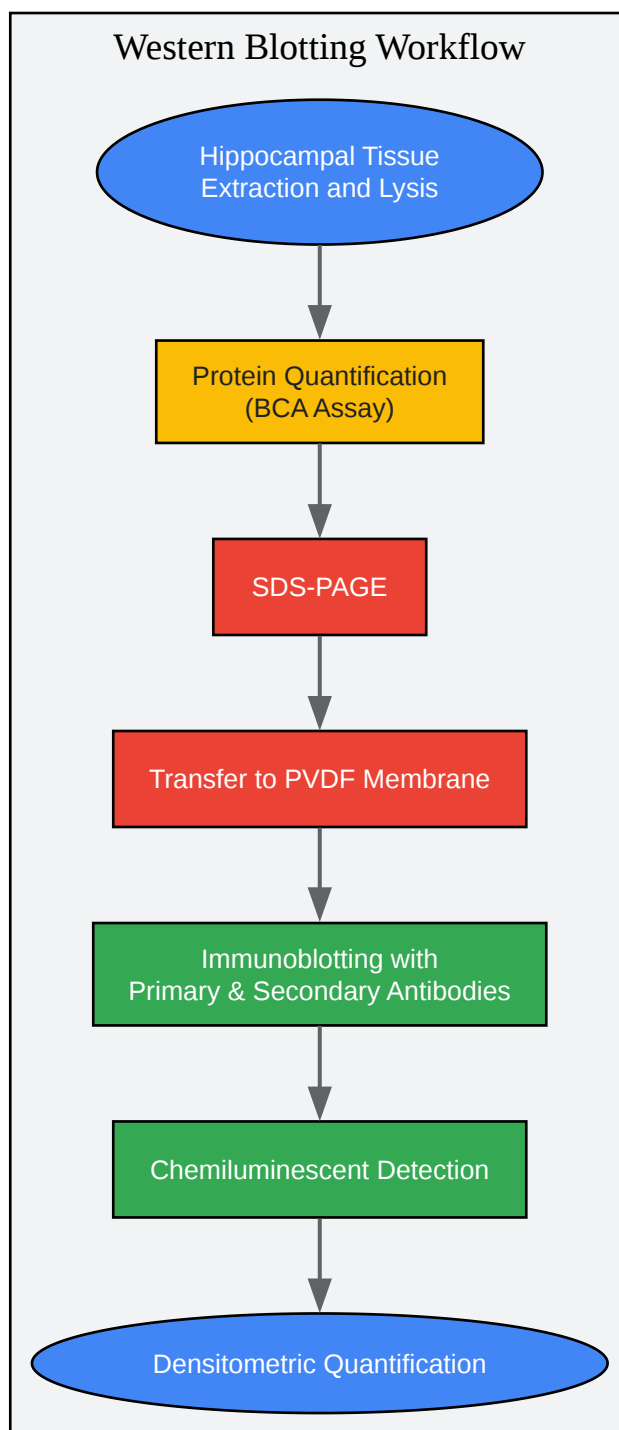 Western Blotting Workflow
Hippocampal Tissue
Extraction and Lysis
Protein Quantification
(BCA Assay)
SDS-PAGE
Transfer to PVDF Membrane
Immunoblotting with
Primary & Secondary Antibodies
Chemiluminescent Detection
Densitometric Quantification